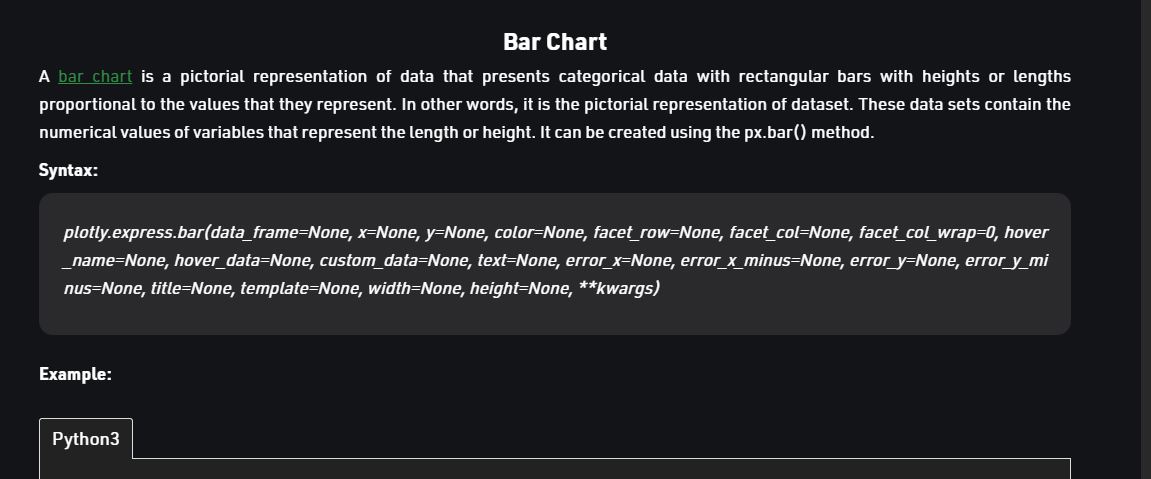 Bar Chart
A bar chart is a pictorial representation of data that presents categorical data with rectangular bars with heights or lengths
proportional to the values that they represent. In other words, it is the pictorial representation of dataset. These data sets contain the
numerical values of variables that represent the length or height. It can be created using the px.bar() method.
Syntax:
plotly.express.bar(data_frame=None, x=None, y=None, color=None, facet_row=None, facet_col=None, facet_col_wrap=0, hover
_name=None, hover_data=None, custom_data=None, text=None, error_x=None, error_x_minus=None, error_y=None, error_y_mi
nus=None, title=None, template=None, width=None, height=None, **kwargs)
Example:
Python3